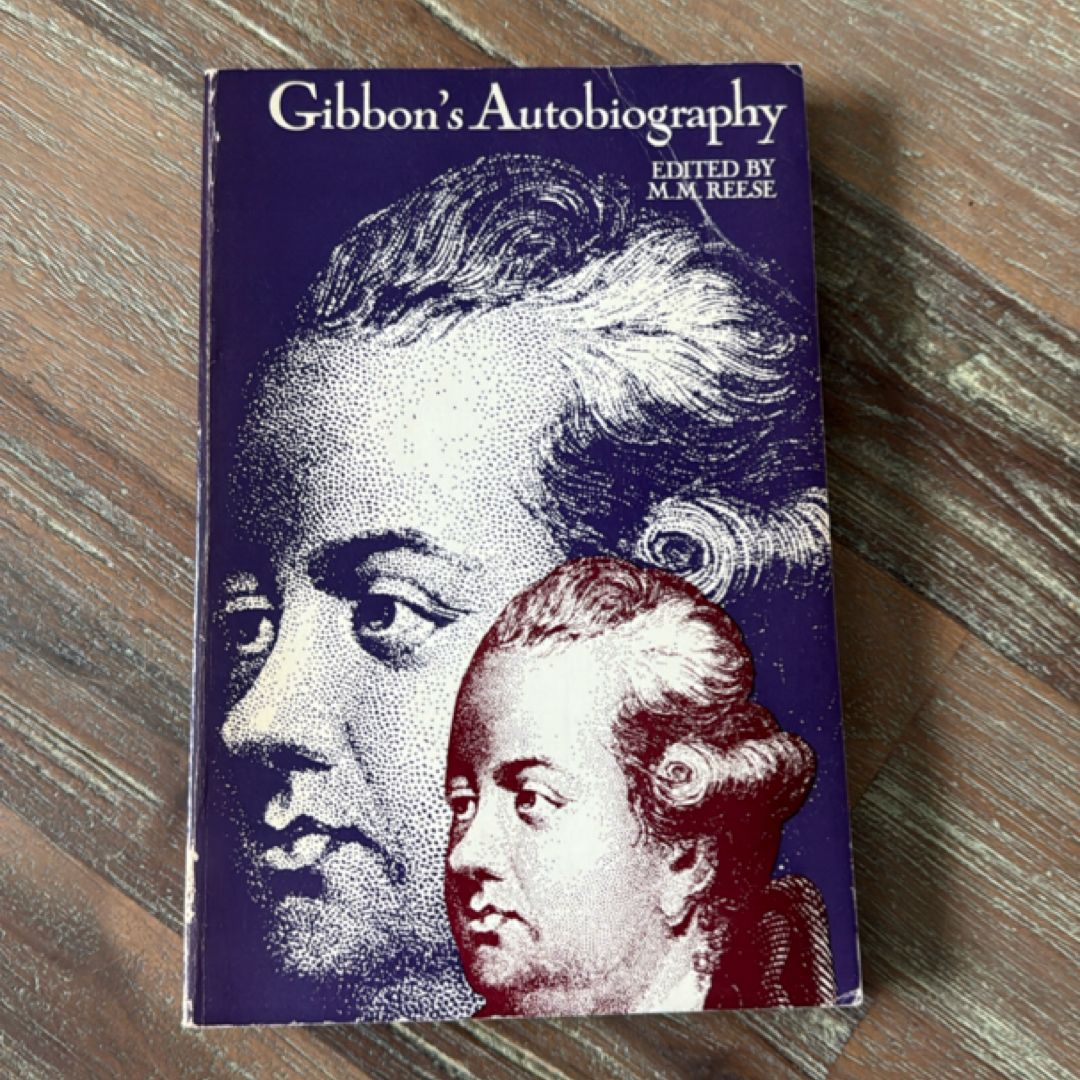 Gibbon's Autobiography
EDITED BY
M. M. REESE